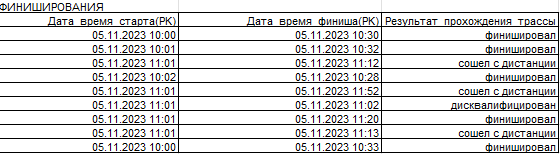 ФИНИШИРОВАНИЯ
Дата_время_старта(PK) Дата_время_финиша(PK) Результат_прохождения_трассы
05.11.2023 10:00 05.11.2023 10:30 финишировал
05.11.2023 10:01 05.11.2023 10:32 финишировал
05.11.2023 11:01 05.11.2023 11:12 сошел с дистанции
05.11.2023 10:02 05.11.2023 10:28 финишировал
05.11.2023 11:01 05.11.2023 11:52 сошел с дистанции
05.11.2023 11:01 05.11.2023 11:02 дисквалифицирован
05.11.2023 11:01 05.11.2023 11:20 финишировал
05.11.2023 11:01 05.11.2023 11:13 сошел с дистанции
05.11.2023 10:00 05.11.2023 10:33 финишировал